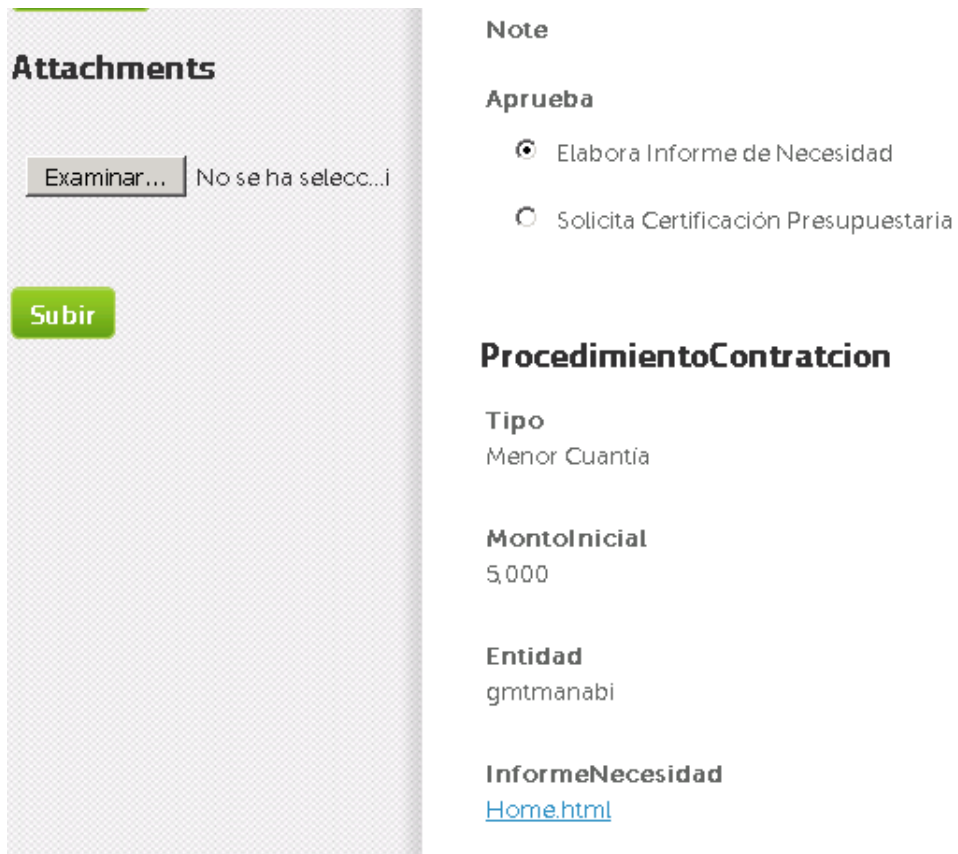 Attachments
Examinar... No se ha selecc...i
Subir
Note
Aprueba
Elabora Informe de Necesidad
Solicita Certificación Presupuestaria
ProcedimientoContratcion
Tipo
Menor Cuantía
MontoInicial
5,000
Entidad
gmtmanabi
InformeNecesidad
Home.html